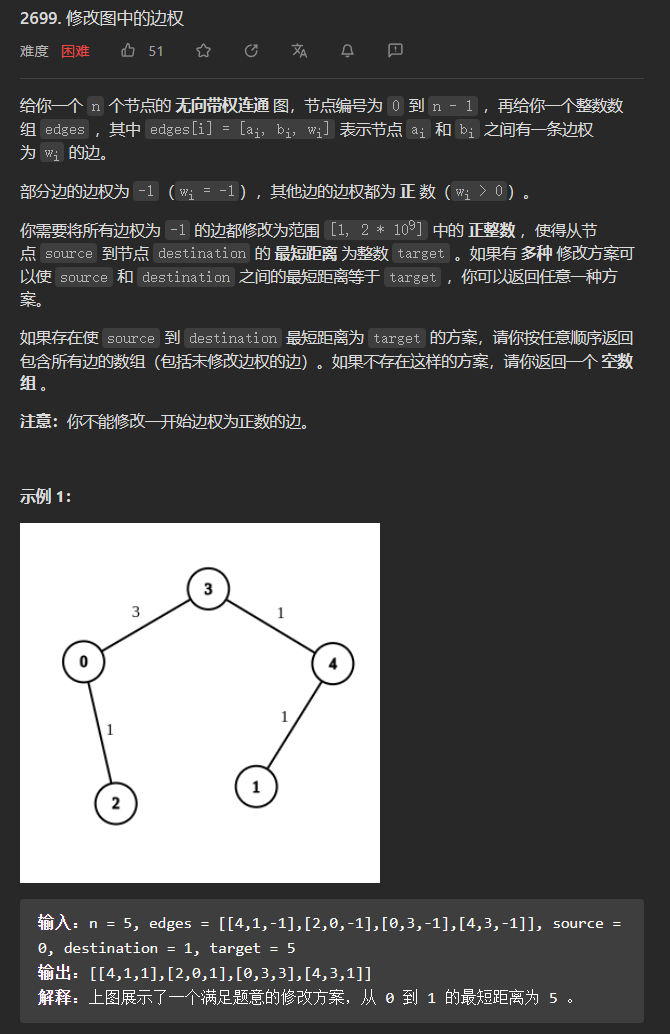 2699. 修改图中的边权
难度 困难 51
给你一个 n 个节点的 无向带权连通 图，节点编号为 0 到 n - 1 ，再给你一个整数数
组 edges ，其中 edges[i] = [aᵢ, bᵢ, wᵢ] 表示节点 aᵢ 和 bᵢ 之间有一条边权
为 wᵢ 的边。
部分边的边权为 -1（wᵢ = -1），其他边的边权都为 正 数（wᵢ > 0）。
你需要将所有边权为 -1 的边都修改为范围 [1, 2 * 10⁹] 中的 正整数 ，使得从节
点 source 到节点 destination 的 最短距离 为整数 target 。如果有 多种 修改方案可
以使 source 和 destination 之间的最短距离等于 target ，你可以返回任意一种方
案。
如果存在使 source 到 destination 最短距离为 target 的方案，请你按任意顺序返回
包含所有边的数组（包括未修改边权的边）。如果不存在这样的方案，请你返回一个 空数
组 。
注意：你不能修改一开始边权为正数的边。
示例 1：
3
3
1
0
4
1
1
1
2
输入：n = 5, edges = [[4,1,-1],[2,0,-1],[0,3,-1],[4,3,-1]], source =
0, destination = 1, target = 5
输出：[[4,1,1],[2,0,1],[0,3,3],[4,3,1]]
解释：上图展示了一个满足题意的修改方案，从 0 到 1 的最短距离为 5 。